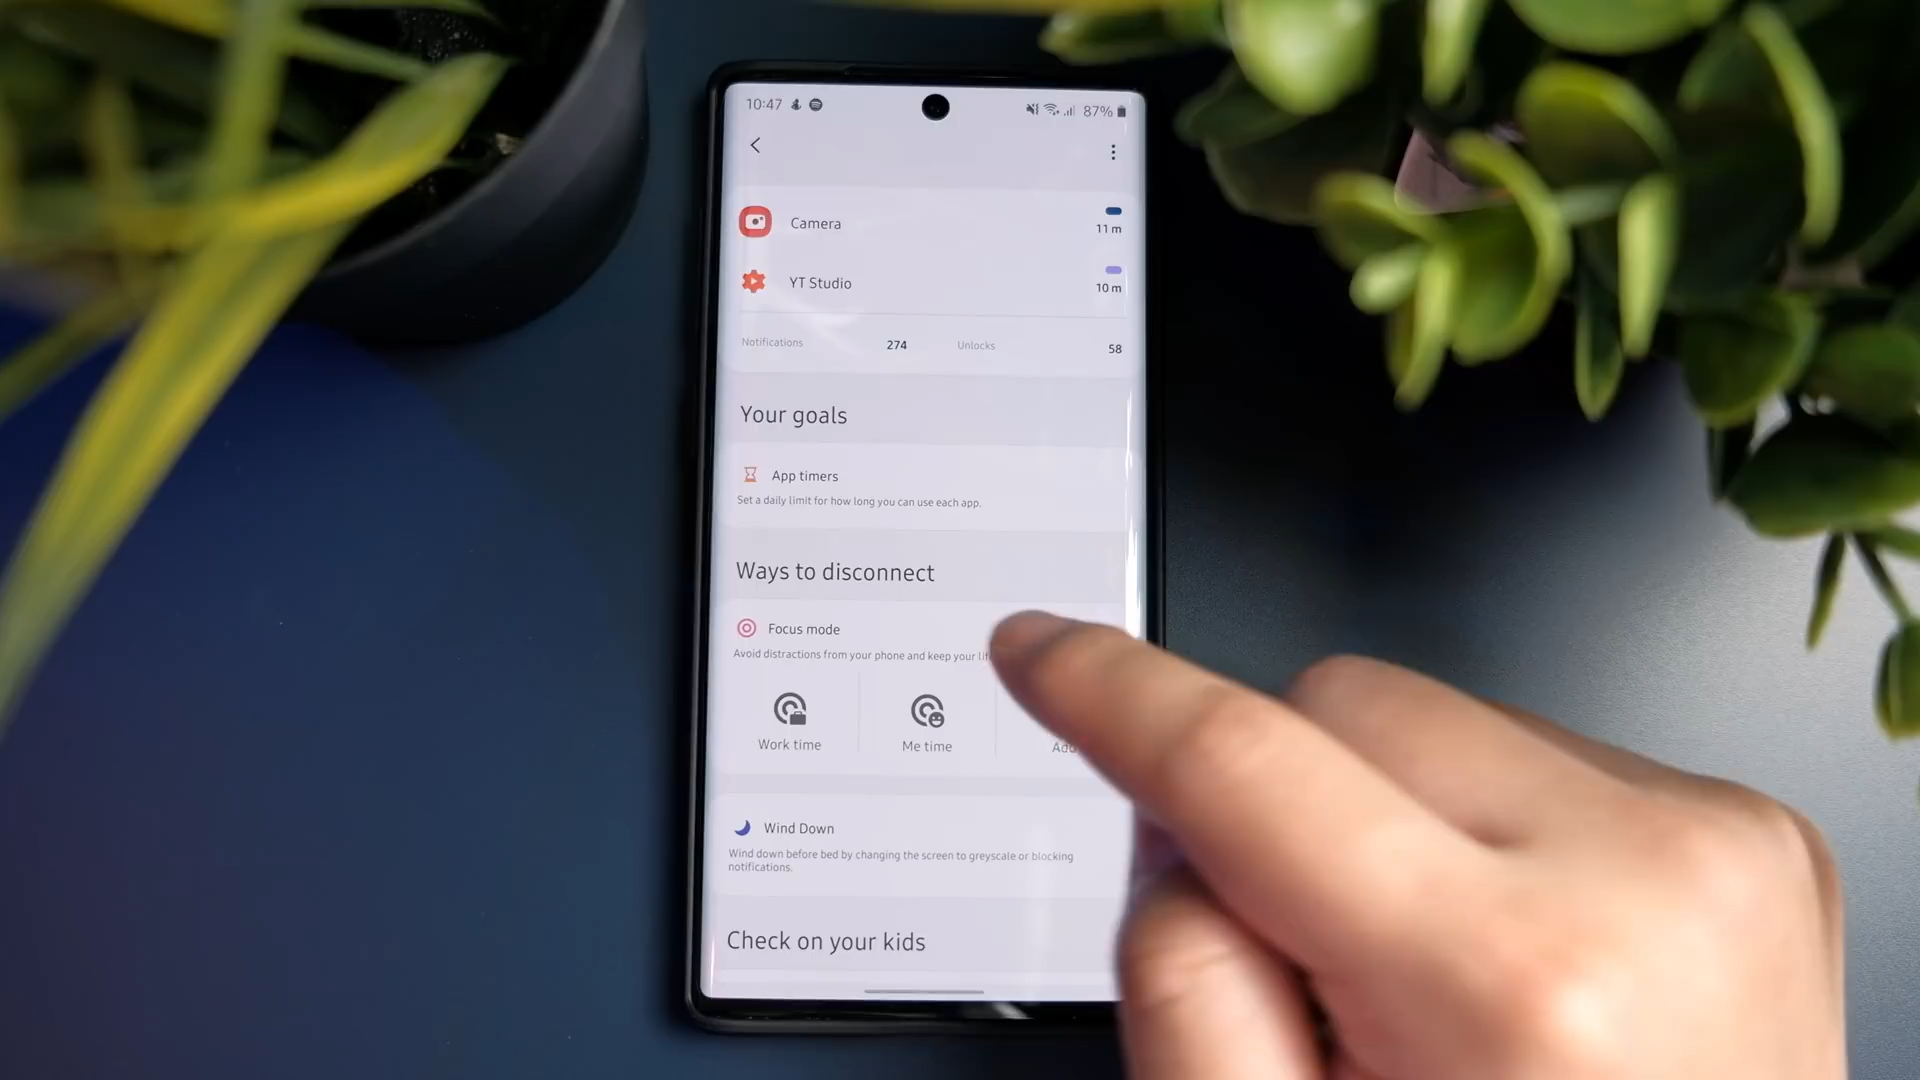 10:47 87%
Camera 11 m
YT Studio 10 m
Notifications 274 Unlocks 58
Your goals
App timers
Set a daily limit for how long you can use each app.
Ways to disconnect
Focus mode
Avoid distractions from your phone and keep your
Work time Me time
Wind Down
Wind down before bed by changing the screen to greyscale or blocking
notifications.
Check on your kids